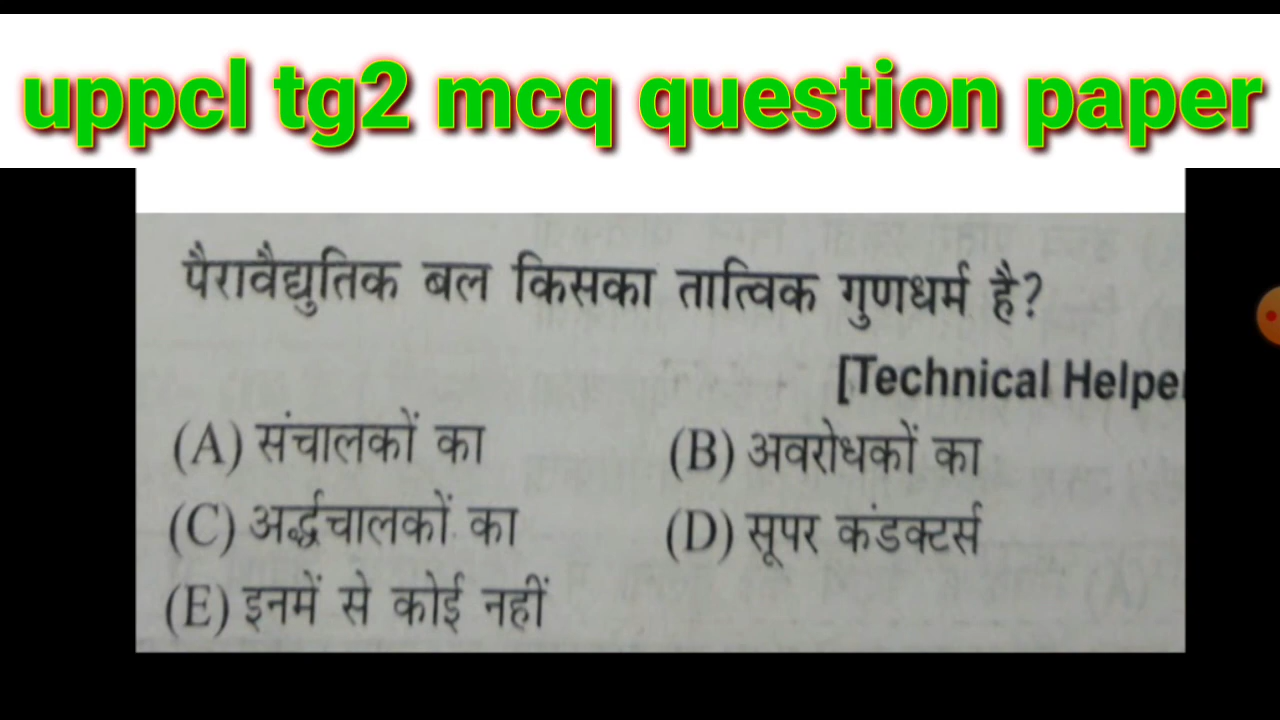 uppcl tg2 mcq question paper
पैरावैद्युतिक बल किसका तात्विक गुणधर्म है?
[Technical Helper
(A) संचालकों का (B) अवरोधकों का
(C) अर्द्धचालकों का (D) सूपर कंडक्टर्स
(E) इनमें से कोई नहीं